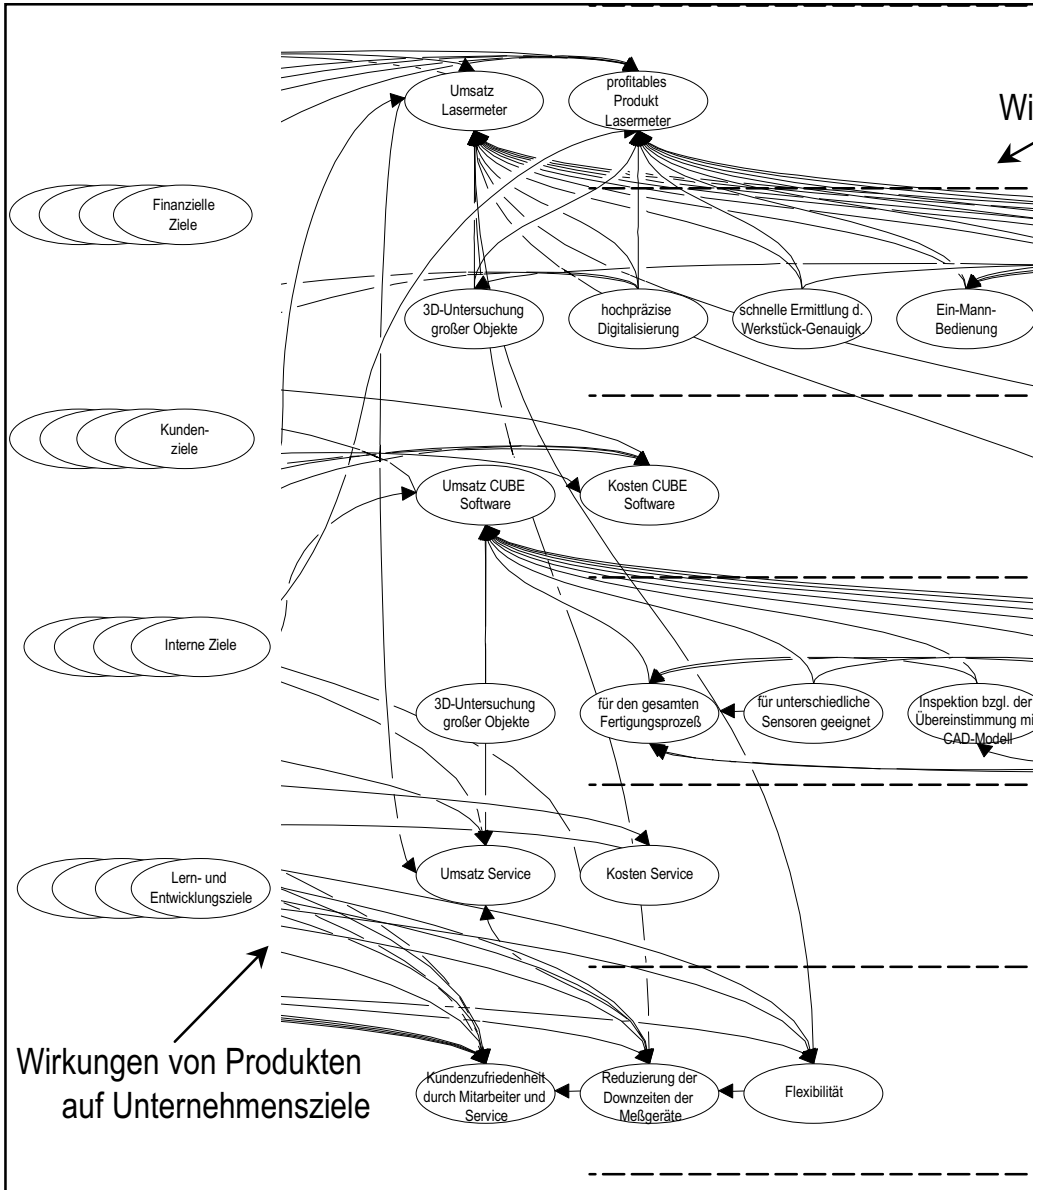 Umsatz
Lasermeter
profitables
Produkt
Lasermeter
Wi
Finanzielle
Ziele
3D-Untersuchung
großer Objekte
hochpräzise
Digitalisierung
schnelle Ermittlung d.
Werkstück-Genauigk.
Ein-Mann-
Bedienung
Kunden-
ziele
Umsatz CUBE
Software
Kosten CUBE
Software
Interne Ziele
3D-Untersuchung
großer Objekte
für den gesamten
Fertigungsprozeß
für unterschiedliche
Sensoren geeignet
Inspektion bzgl. der
Übereinstimmung mi
CAD-Modell
Umsatz Service
Kosten Service
Lern- und
Entwicklungsziele
Wirkungen von Produkten
auf Unternehmensziele
Kundenzufriedenheit
durch Mitarbeiter und
Service
Reduzierung der
Downzeiten der
Meßgeräte
Flexibilität